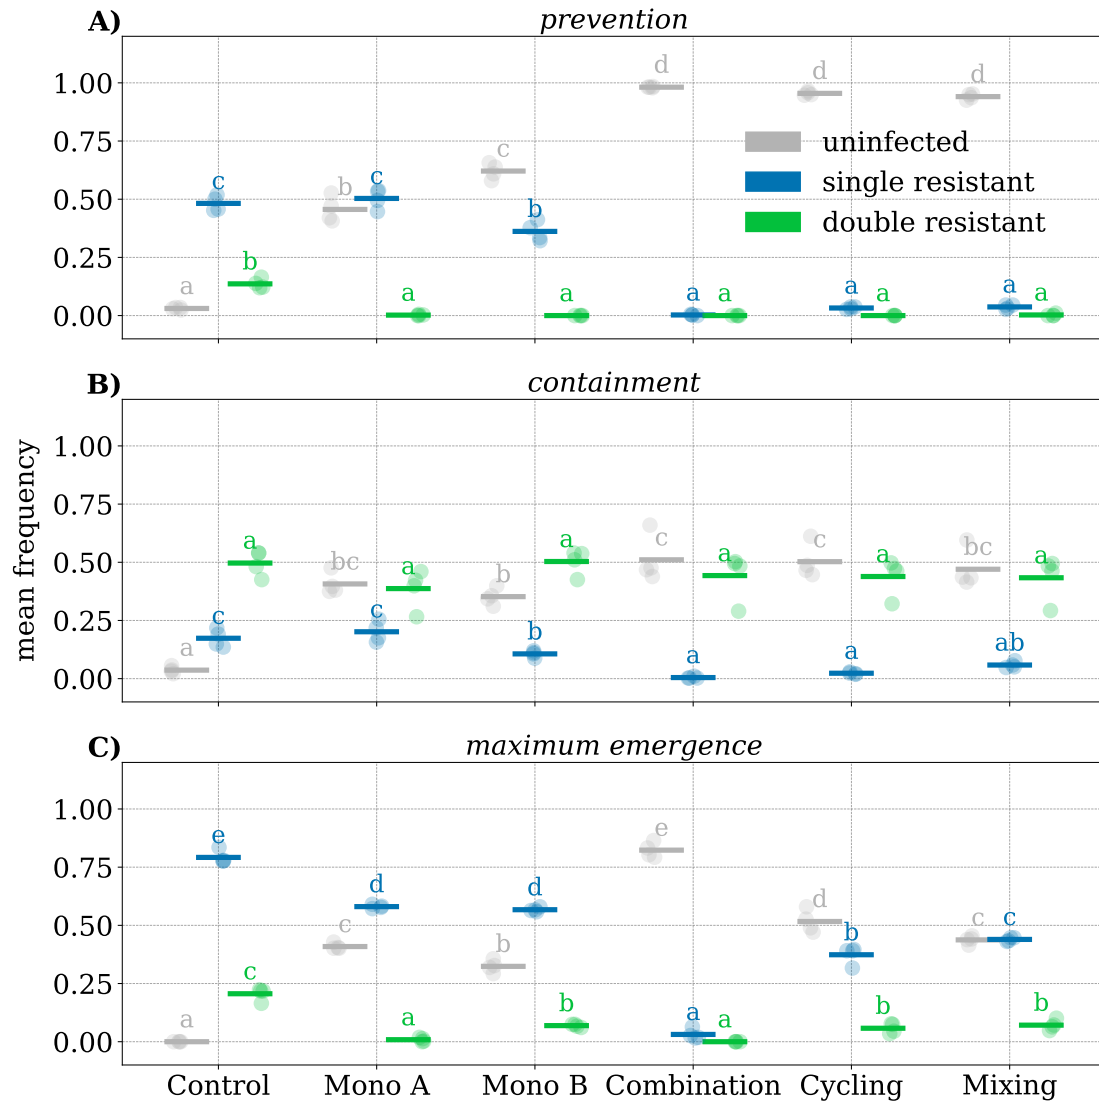 A) prevention
1.00 d d d
0.75 c uninfected
0.50 c b c b single resistant
0.25 b double resistant
0.00 a a a a a a a a a
B) containment
1.00
0.75
0.50 a bc a b a c a c a bc a
0.25 c c b
0.00 a a a ab
mean frequency
C) maximum emergence
1.00
0.75 e e
0.50 c d b d d b c c
0.25 c
0.00 a a b a a b b
Control Mono A Mono B Combination Cycling Mixing